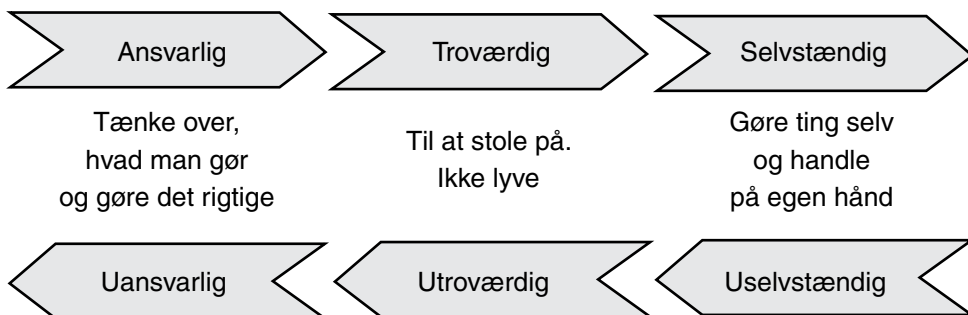 Ansvarlig
Troværdig
Selvstændig
Tænke over,
hvad man gør
og gøre det rigtige
Til at stole på.
Ikke lyve
Gøre ting selv
og handle
på egen hånd
Uansvarlig
Utroværdig
Uselvstændig